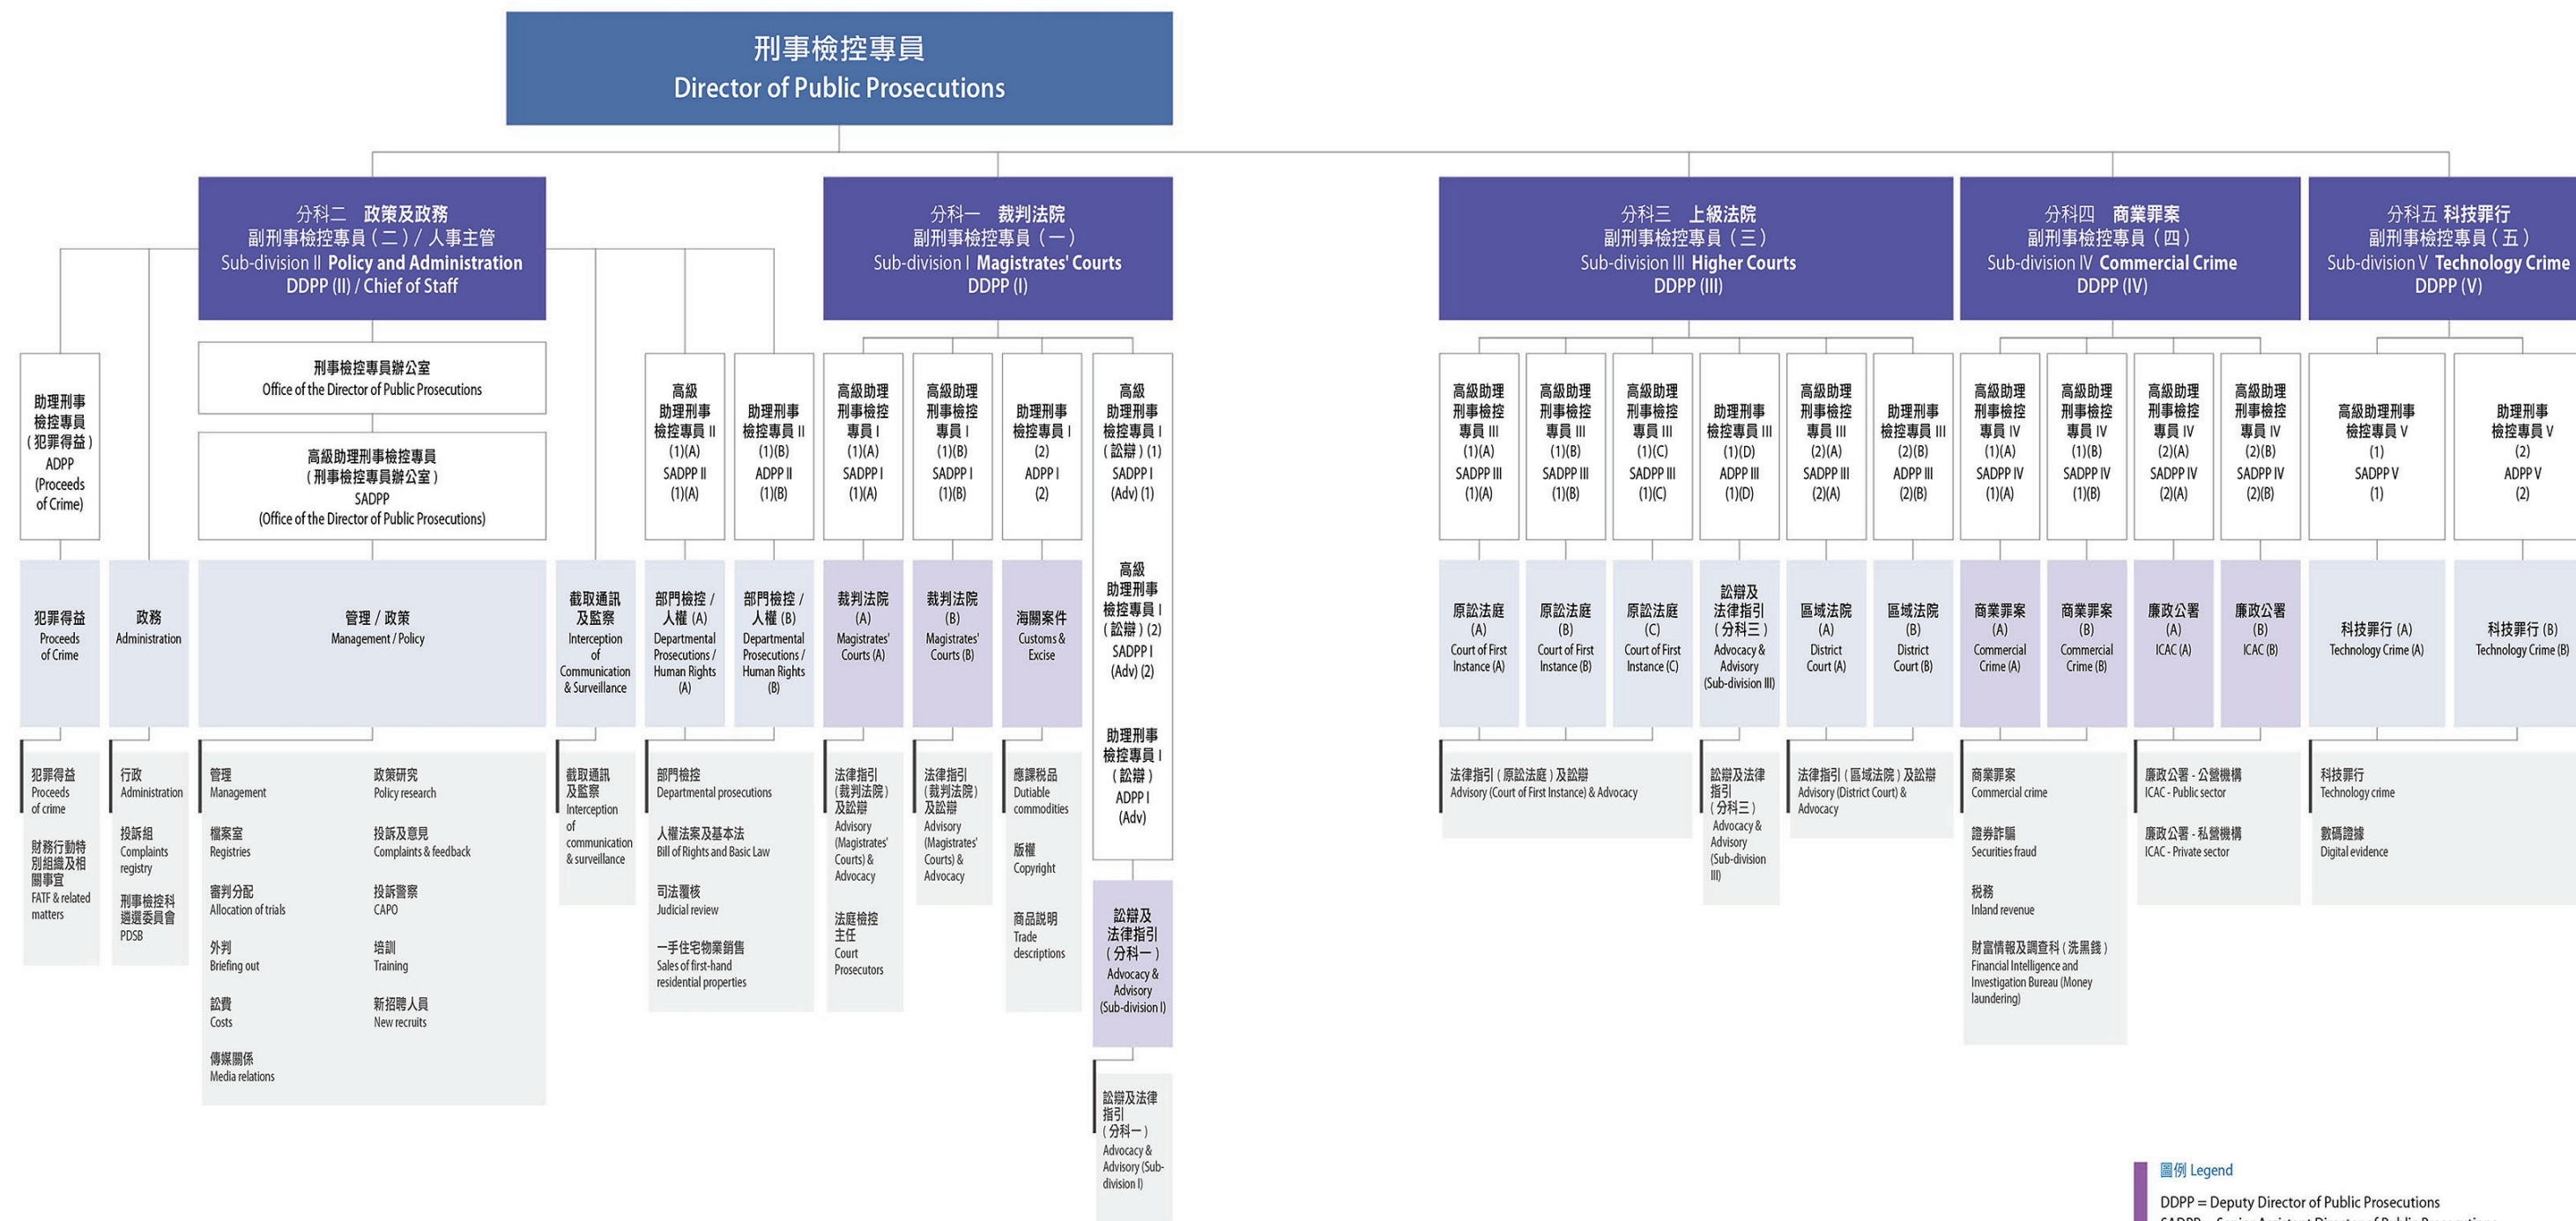 刑事檢控專員
Director of Public Prosecutions
分科二 政策及政務
副刑事檢控專員（二）/ 人事主管
Sub-division II Policy and Administration
DDPP (II) / Chief of Staff
分科一 裁判法院
副刑事檢控專員（一）
Sub-division I Magistrates' Courts
DDPP (I)
分科三 上級法院
副刑事檢控專員（三）
Sub-division III Higher Courts
DDPP (III)
分科四 商業罪案
副刑事檢控專員（四）
Sub-division IV Commercial Crime
DDPP (IV)
分科五 科技罪行
副刑事檢控專員（五）
Sub-division V Technology Crime
DDPP (V)
助理刑事
檢控專員
(犯罪得益)
ADPP
(Proceeds
of Crime)
刑事檢控專員辦公室
Office of the Director of Public Prosecutions
高級助理刑事檢控專員
(刑事檢控專員辦公室)
SADPP
(Office of the Director of Public Prosecutions)
高級
助理刑事
檢控專員 II
(1)(A)
SADPP II
(1)(A)
助理刑事
檢控專員 II
(1)(B)
ADPP II
(1)(B)
高級助理
刑事檢控
專員 I
(1)(A)
SADPP I
(1)(A)
高級助理
刑事檢控
專員 I
(1)(B)
SADPP I
(1)(B)
助理刑事
檢控專員 I
(2)
ADPP I
(2)
高級
助理刑事
檢控專員 I
(訟辯) (1)
SADPP I
(Adv) (1)
高級
助理刑事
檢控專員 I
(訟辯) (2)
SADPP I
(Adv) (2)
助理刑事
檢控專員 I
(訟辯)
ADPP I
(Adv)
高級助理
刑事檢控
專員 III
(1)(A)
SADPP III
(1)(A)
高級助理
刑事檢控
專員 III
(1)(B)
SADPP III
(1)(B)
高級助理
刑事檢控
專員 III
(1)(C)
SADPP III
(1)(C)
助理刑事
檢控專員 III
(1)(D)
ADPP III
(1)(D)
高級助理
刑事檢控
專員 III
(2)(A)
SADPP III
(2)(A)
助理刑事
檢控專員 III
(2)(B)
ADPP III
(2)(B)
高級助理
刑事檢控
專員 IV
(1)(A)
SADPP IV
(1)(A)
高級助理
刑事檢控
專員 IV
(1)(B)
SADPP IV
(1)(B)
高級助理
刑事檢控
專員 IV
(2)(A)
SADPP IV
(2)(A)
高級助理
刑事檢控
專員 IV
(2)(B)
SADPP IV
(2)(B)
高級助理刑事
檢控專員 V
(1)
SADPP V
(1)
助理刑事
檢控專員 V
(2)
ADPP V
(2)
犯罪得益
Proceeds
of Crime
政務
Administration
管理 / 政策
Management / Policy
截取通訊
及監察
Interception
of
Communication
& Surveillance
部門檢控 /
人權 (A)
Departmental
Prosecutions /
Human Rights
(A)
部門檢控 /
人權 (B)
Departmental
Prosecutions /
Human Rights
(B)
裁判法院
(A)
Magistrates'
Courts (A)
裁判法院
(B)
Magistrates'
Courts (B)
海關案件
Customs &
Excise
原訟法庭
(A)
Court of First
Instance (A)
原訟法庭
(B)
Court of First
Instance (B)
原訟法庭
(C)
Court of First
Instance (C)
訟辯及
法律指引
(分科三)
Advocacy &
Advisory
(Sub-division III)
區域法院
(A)
District
Court (A)
區域法院
(B)
District
Court (B)
商業罪案
(A)
Commercial
Crime (A)
商業罪案
(B)
Commercial
Crime (B)
廉政公署
(A)
ICAC (A)
廉政公署
(B)
ICAC (B)
科技罪行 (A)
Technology Crime (A)
科技罪行 (B)
Technology Crime (B)
犯罪得益
Proceeds
of crime
財務行動特
別組織及相
關事宜
FATF & related
matters
行政
Administration
投訴組
Complaints
registry
刑事檢控科
遴選委員會
PDSB
管理
Management
檔案室
Registries
審判分配
Allocation of trials
外判
Briefing out
訟費
Costs
傳媒關係
Media relations
政策研究
Policy research
投訴及意見
Complaints & feedback
投訴警察
CAPO
培訓
Training
新招聘人員
New recruits
截取通訊
及監察
Interception
of
communication
& surveillance
部門檢控
Departmental prosecutions
人權法案及基本法
Bill of Rights and Basic Law
司法覆核
Judicial review
一手住宅物業銷售
Sales of first-hand
residential properties
法律指引
(裁判法院)
及訟辯
Advisory
(Magistrates'
Courts) &
Advocacy
法庭檢控
主任
Court
Prosecutors
法律指引
(裁判法院)
及訟辯
Advisory
(Magistrates'
Courts) &
Advocacy
應課税品
Dutiable
commodities
版權
Copyright
商品説明
Trade
descriptions
訟辯及
法律指引
(分科一)
Advocacy &
Advisory
(Sub-division I)
訟辯及法律
指引
(分科一)
Advocacy &
Advisory (Sub-
division I)
法律指引 (原訟法庭) 及訟辯
Advisory (Court of First Instance) & Advocacy
訟辯及法律
指引
(分科三)
Advocacy &
Advisory
(Sub-division
III)
法律指引 (區域法院) 及訟辯
Advisory (District Court) &
Advocacy
商業罪案
Commercial crime
證券詐騙
Securities fraud
税務
Inland revenue
財富情報及調查科 (洗黑錢)
Financial Intelligence and
Investigation Bureau (Money
laundering)
廉政公署 - 公營機構
ICAC - Public sector
廉政公署 - 私營機構
ICAC - Private sector
科技罪行
Technology crime
數碼證據
Digital evidence
圖例 Legend
DDPP = Deputy Director of Public Prosecutions
SADPP = Senior Assistant Director of Public Prosecutions